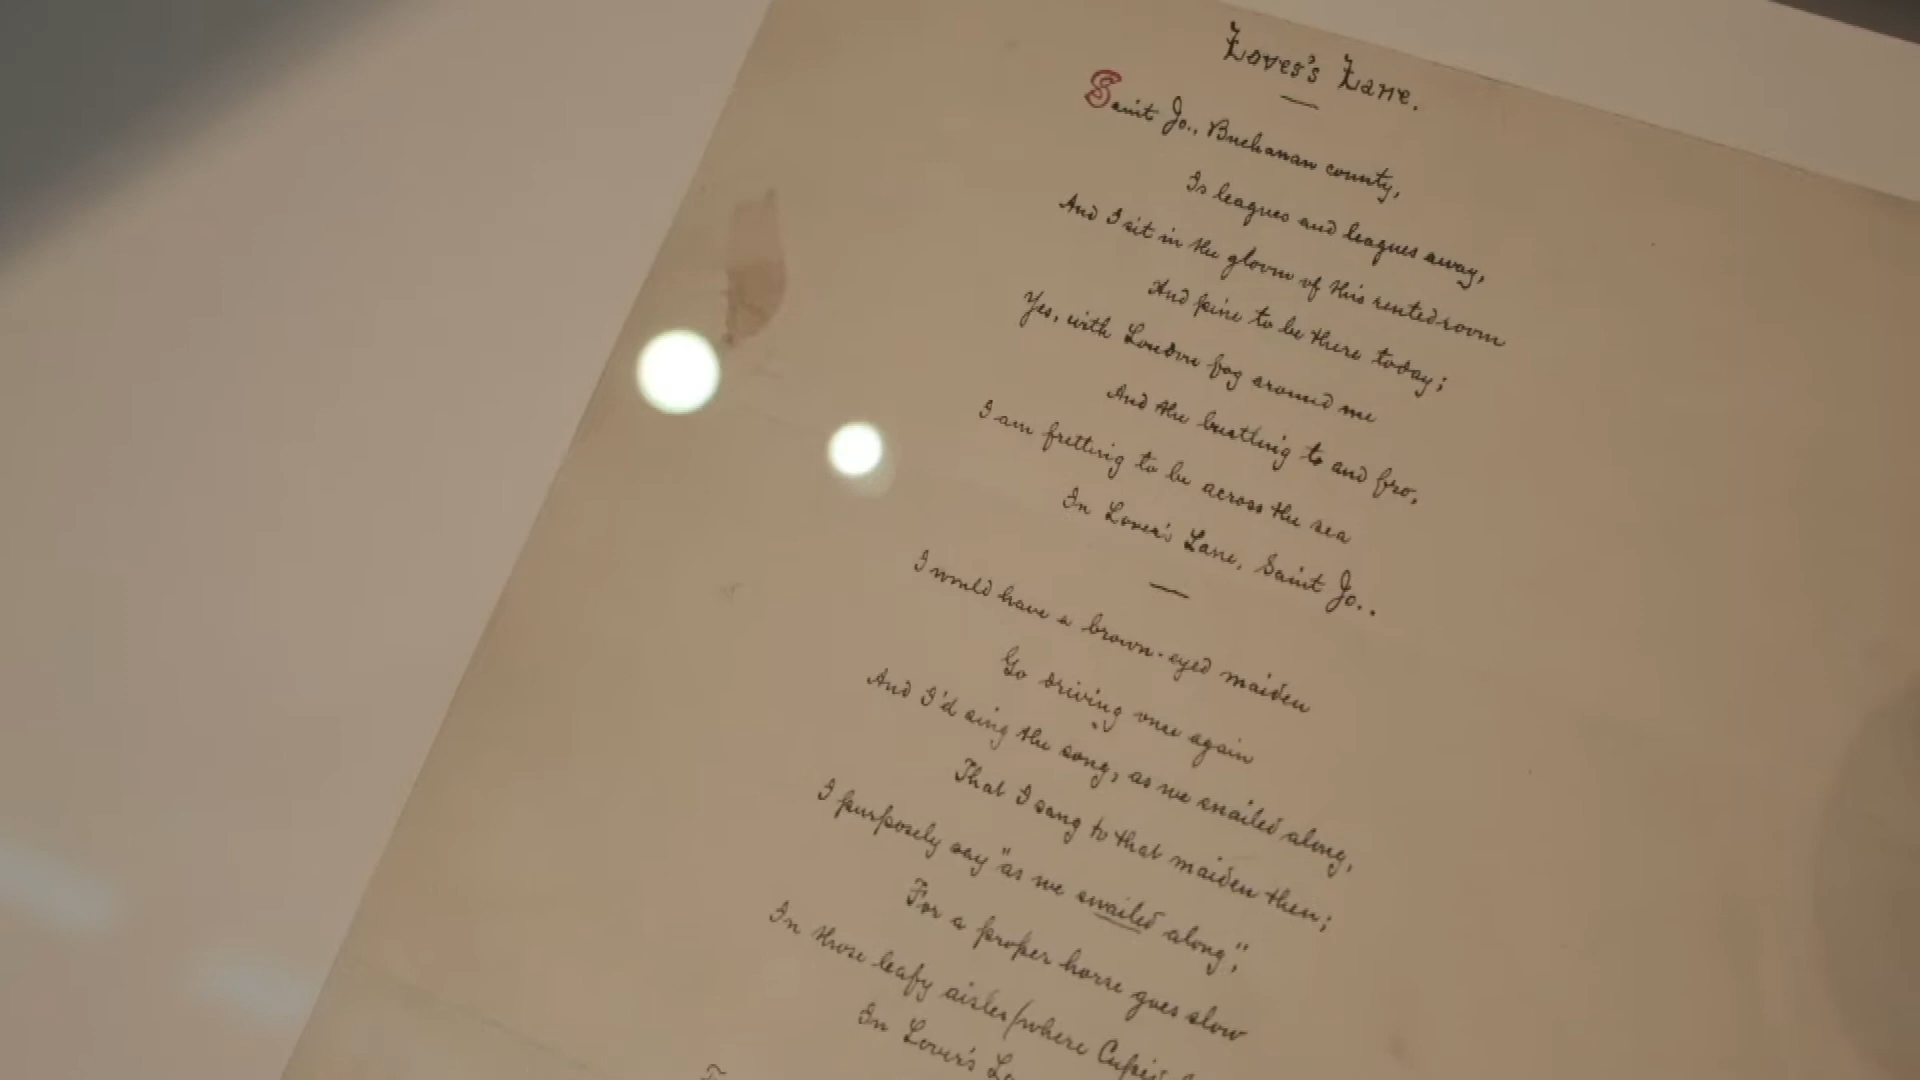 Lover's Lane.
Saint Jo., Buchanan county,
Is leagues and leagues away,
And I sit in the gloom of this rented room
And pine to be there today;
Yes, with London fog around me
And the bustling to and fro,
I am fretting to be across the sea
In Lover's Lane, Saint Jo..
I would have a brown-eyed maiden
Go driving once again
And I'd sing the song, as we snailed along,
That I sang to that maiden then;
I purposely say "as we snailed along,";
For a proper horse goes slow
In those leafy aisles (where Cupid
In Lover's